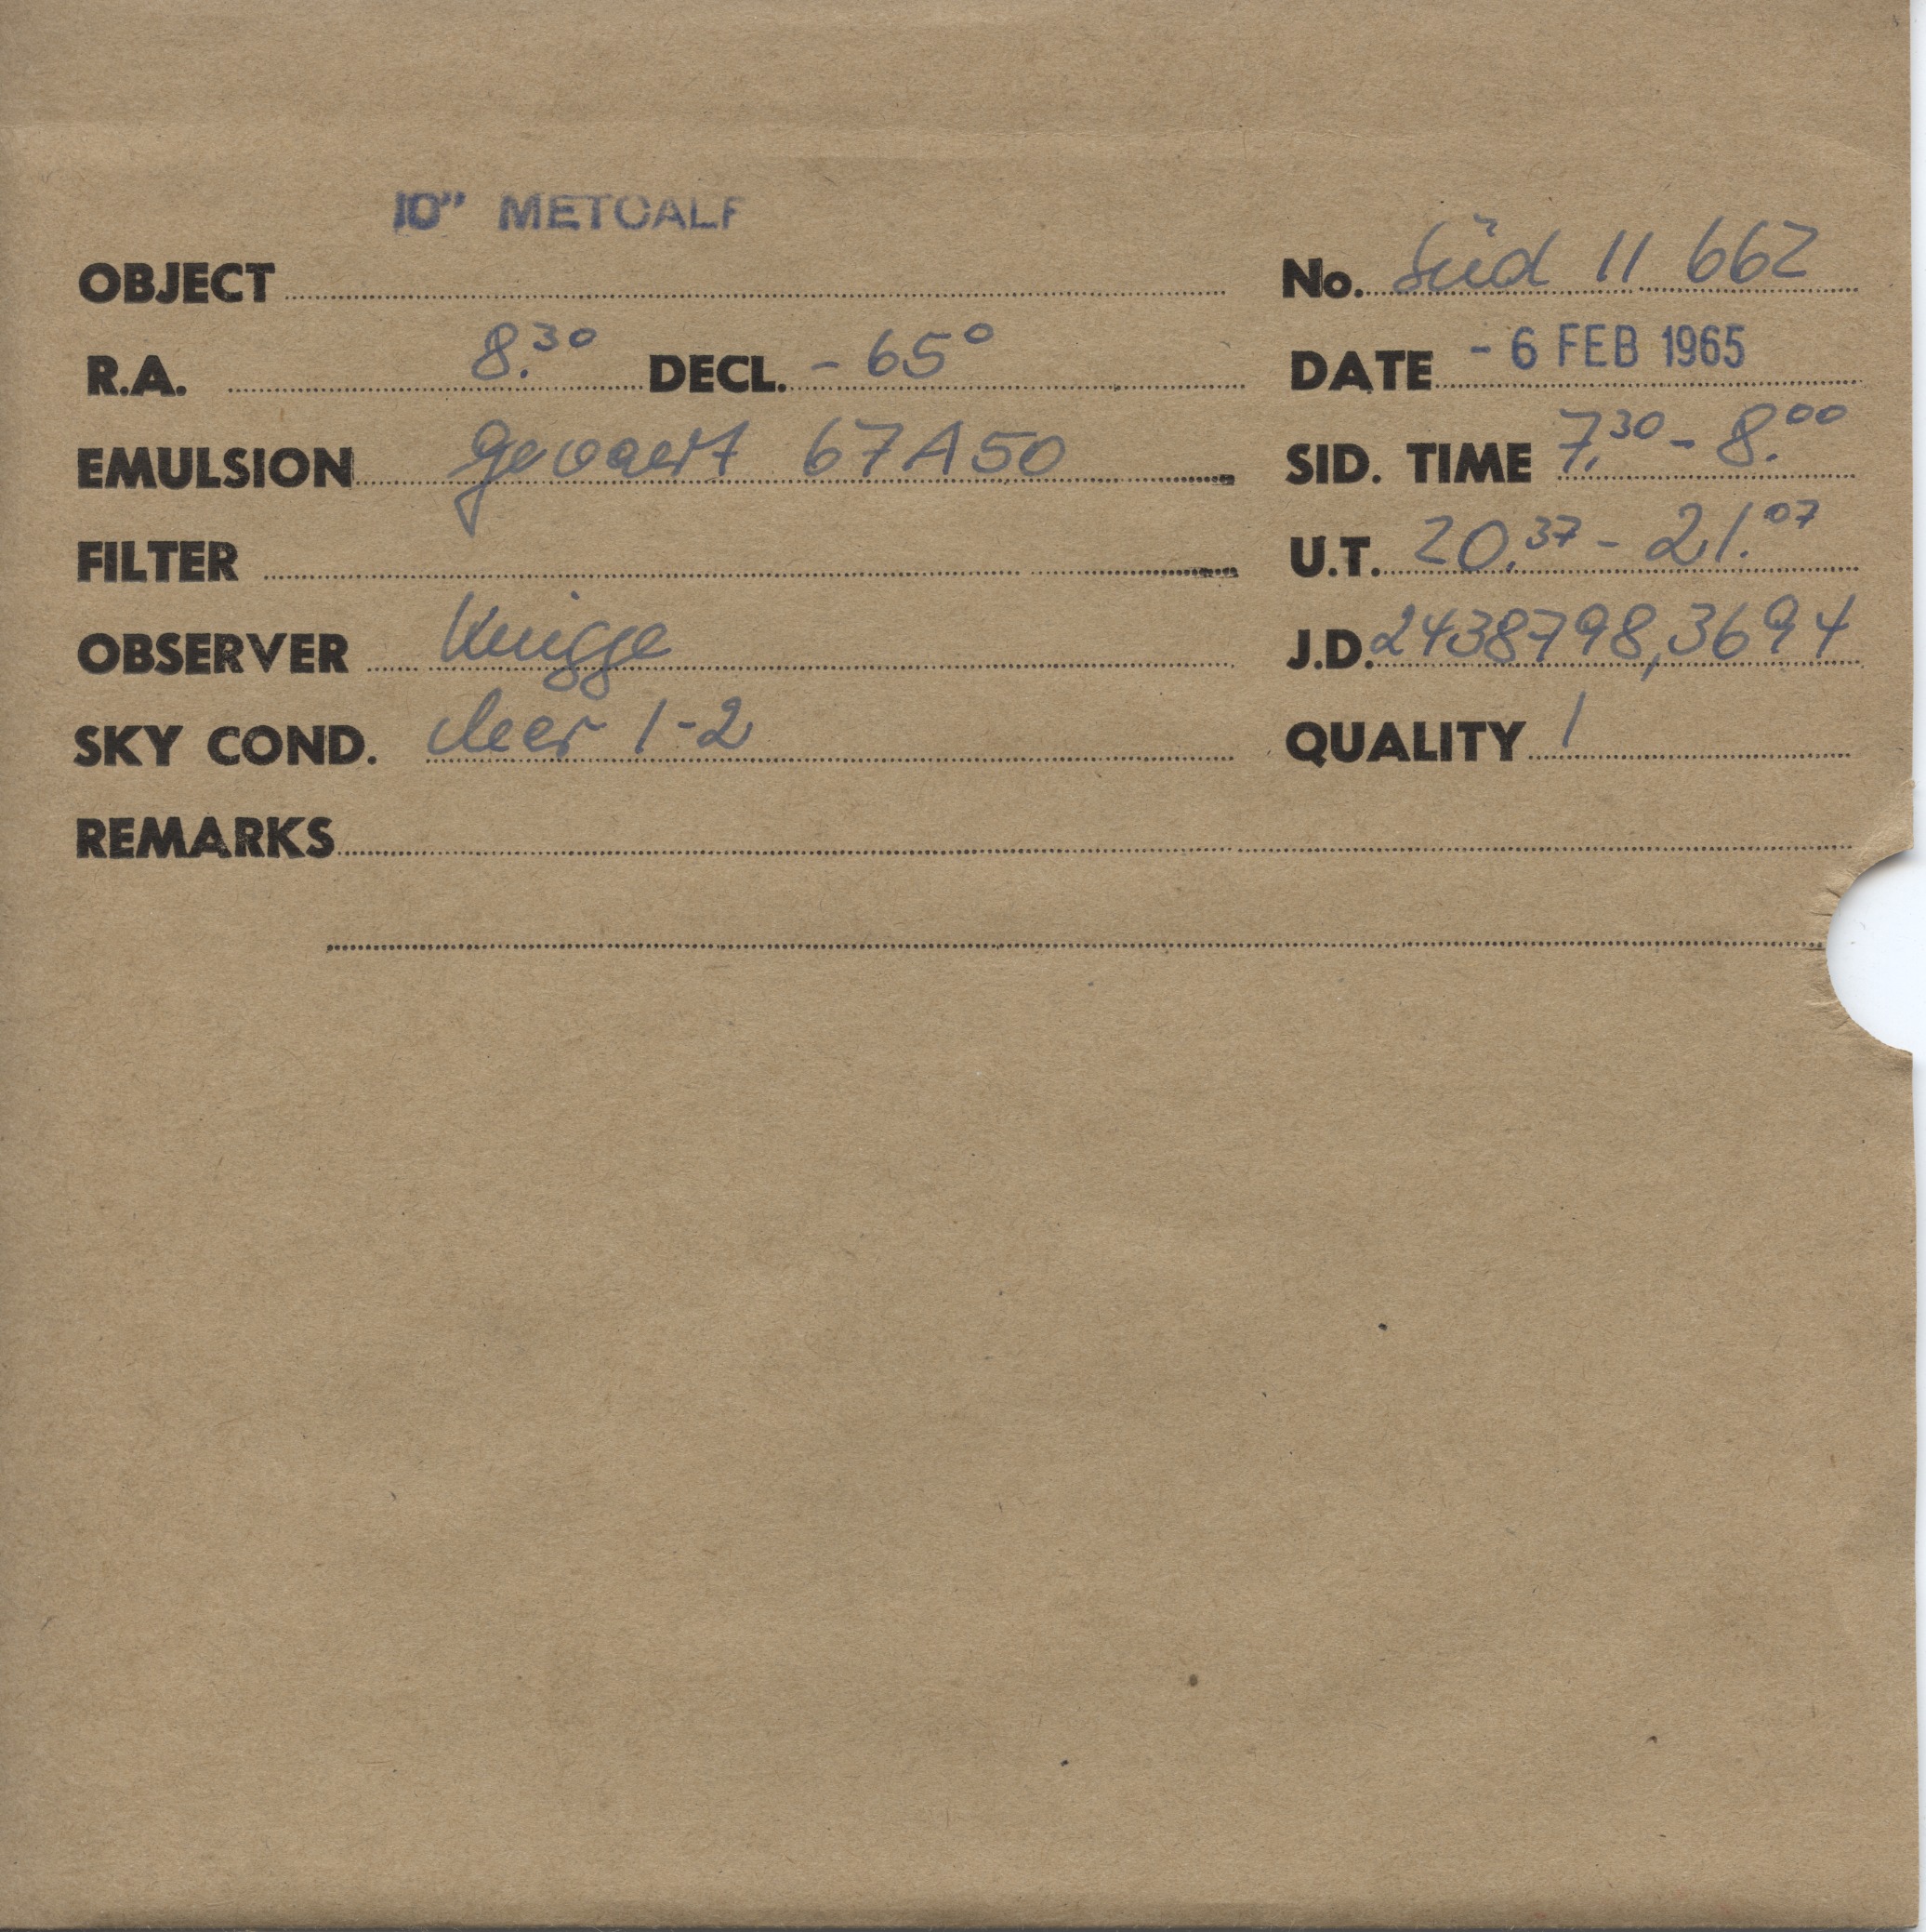 10" METCALF
OBJECT No. Süd 11 662
R.A. 8.30 DECL. - 65° DATE - 6 FEB 1965
EMULSION Gevaert 67A50 SID. TIME 7.30 - 8.00
FILTER U.T. 20.37 - 21.07
OBSERVER Knigge J.D. 2438798,3694
SKY COND. cleer 1-2 QUALITY 1
REMARKS